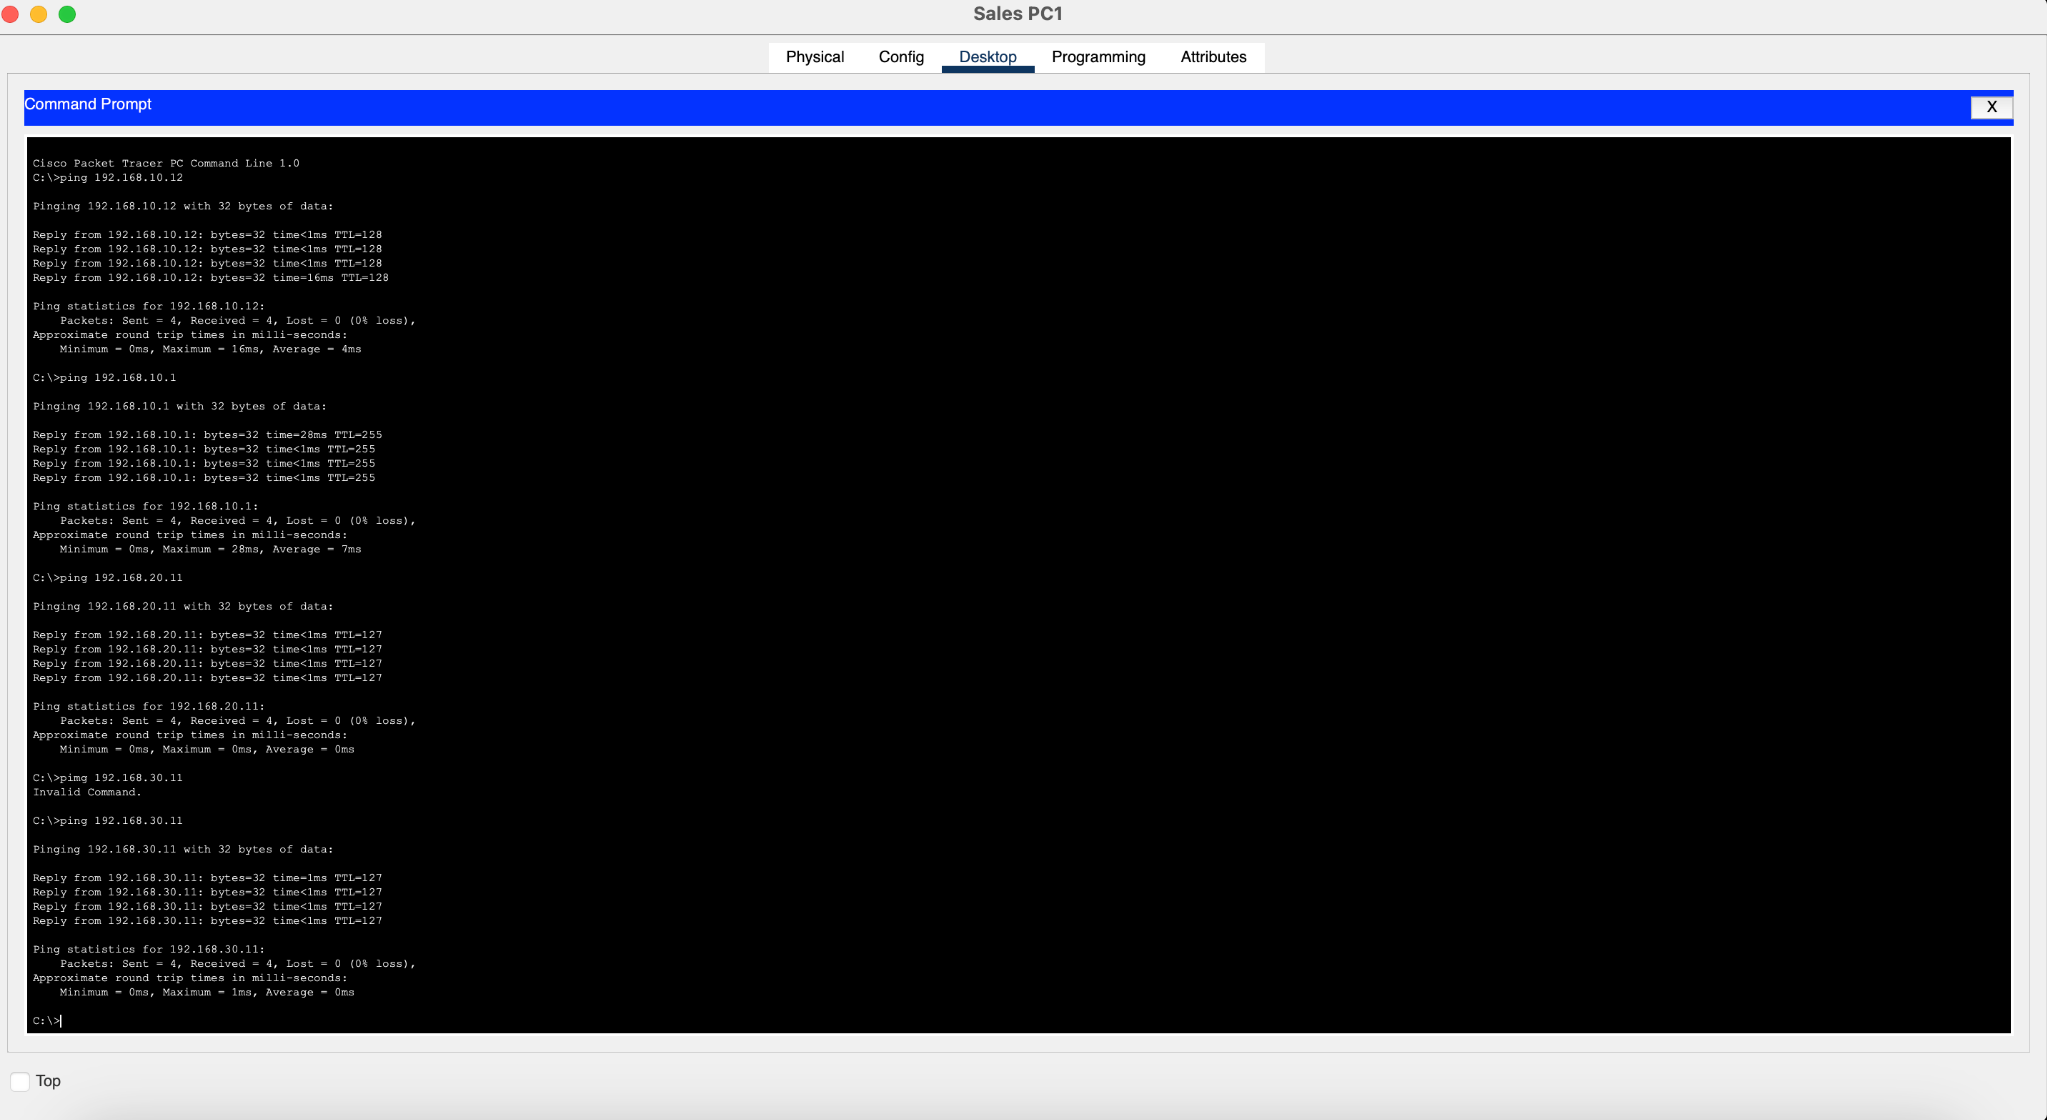 Sales PC1
Physical Config Desktop Programming Attributes
Command Prompt
X
Cisco Packet Tracer PC Command Line 1.0
C:\>ping 192.168.10.12
Pinging 192.168.10.12 with 32 bytes of data:
Reply from 192.168.10.12: bytes=32 time<1ms TTL=128
Reply from 192.168.10.12: bytes=32 time<1ms TTL=128
Reply from 192.168.10.12: bytes=32 time<1ms TTL=128
Reply from 192.168.10.12: bytes=32 time=16ms TTL=128
Ping statistics for 192.168.10.12:
Packets: Sent = 4, Received = 4, Lost = 0 (0% loss),
Approximate round trip times in milli-seconds:
Minimum = 0ms, Maximum = 16ms, Average = 4ms
C:\>ping 192.168.10.1
Pinging 192.168.10.1 with 32 bytes of data:
Reply from 192.168.10.1: bytes=32 time=28ms TTL=255
Reply from 192.168.10.1: bytes=32 time<1ms TTL=255
Reply from 192.168.10.1: bytes=32 time<1ms TTL=255
Reply from 192.168.10.1: bytes=32 time<1ms TTL=255
Ping statistics for 192.168.10.1:
Packets: Sent = 4, Received = 4, Lost = 0 (0% loss),
Approximate round trip times in milli-seconds:
Minimum = 0ms, Maximum = 28ms, Average = 7ms
C:\>ping 192.168.20.11
Pinging 192.168.20.11 with 32 bytes of data:
Reply from 192.168.20.11: bytes=32 time<1ms TTL=127
Reply from 192.168.20.11: bytes=32 time<1ms TTL=127
Reply from 192.168.20.11: bytes=32 time<1ms TTL=127
Reply from 192.168.20.11: bytes=32 time<1ms TTL=127
Ping statistics for 192.168.20.11:
Packets: Sent = 4, Received = 4, Lost = 0 (0% loss),
Approximate round trip times in milli-seconds:
Minimum = 0ms, Maximum = 0ms, Average = 0ms
C:\>pimg 192.168.30.11
Invalid Command.
C:\>ping 192.168.30.11
Pinging 192.168.30.11 with 32 bytes of data:
Reply from 192.168.30.11: bytes=32 time=1ms TTL=127
Reply from 192.168.30.11: bytes=32 time<1ms TTL=127
Reply from 192.168.30.11: bytes=32 time<1ms TTL=127
Reply from 192.168.30.11: bytes=32 time<1ms TTL=127
Ping statistics for 192.168.30.11:
Packets: Sent = 4, Received = 4, Lost = 0 (0% loss),
Approximate round trip times in milli-seconds:
Minimum = 0ms, Maximum = 1ms, Average = 0ms
C:\>
Top